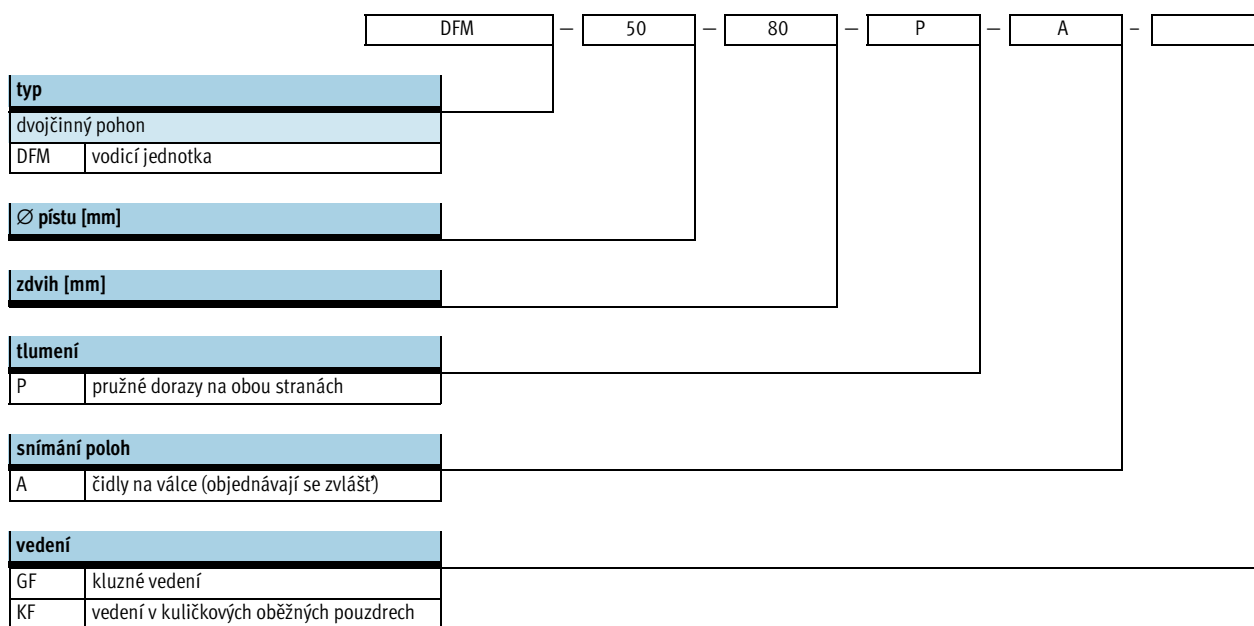 DFM – 50 – 80 – P – A –
typ
dvojčinný pohon
DFM vodicí jednotka
∅ pístu [mm]
zdvih [mm]
tlumení
P pružné dorazy na obou stranách
snímání poloh
A čidly na válce (objednávají se zvlášť)
vedení
GF kluzné vedení
KF vedení v kuličkových oběžných pouzdrech